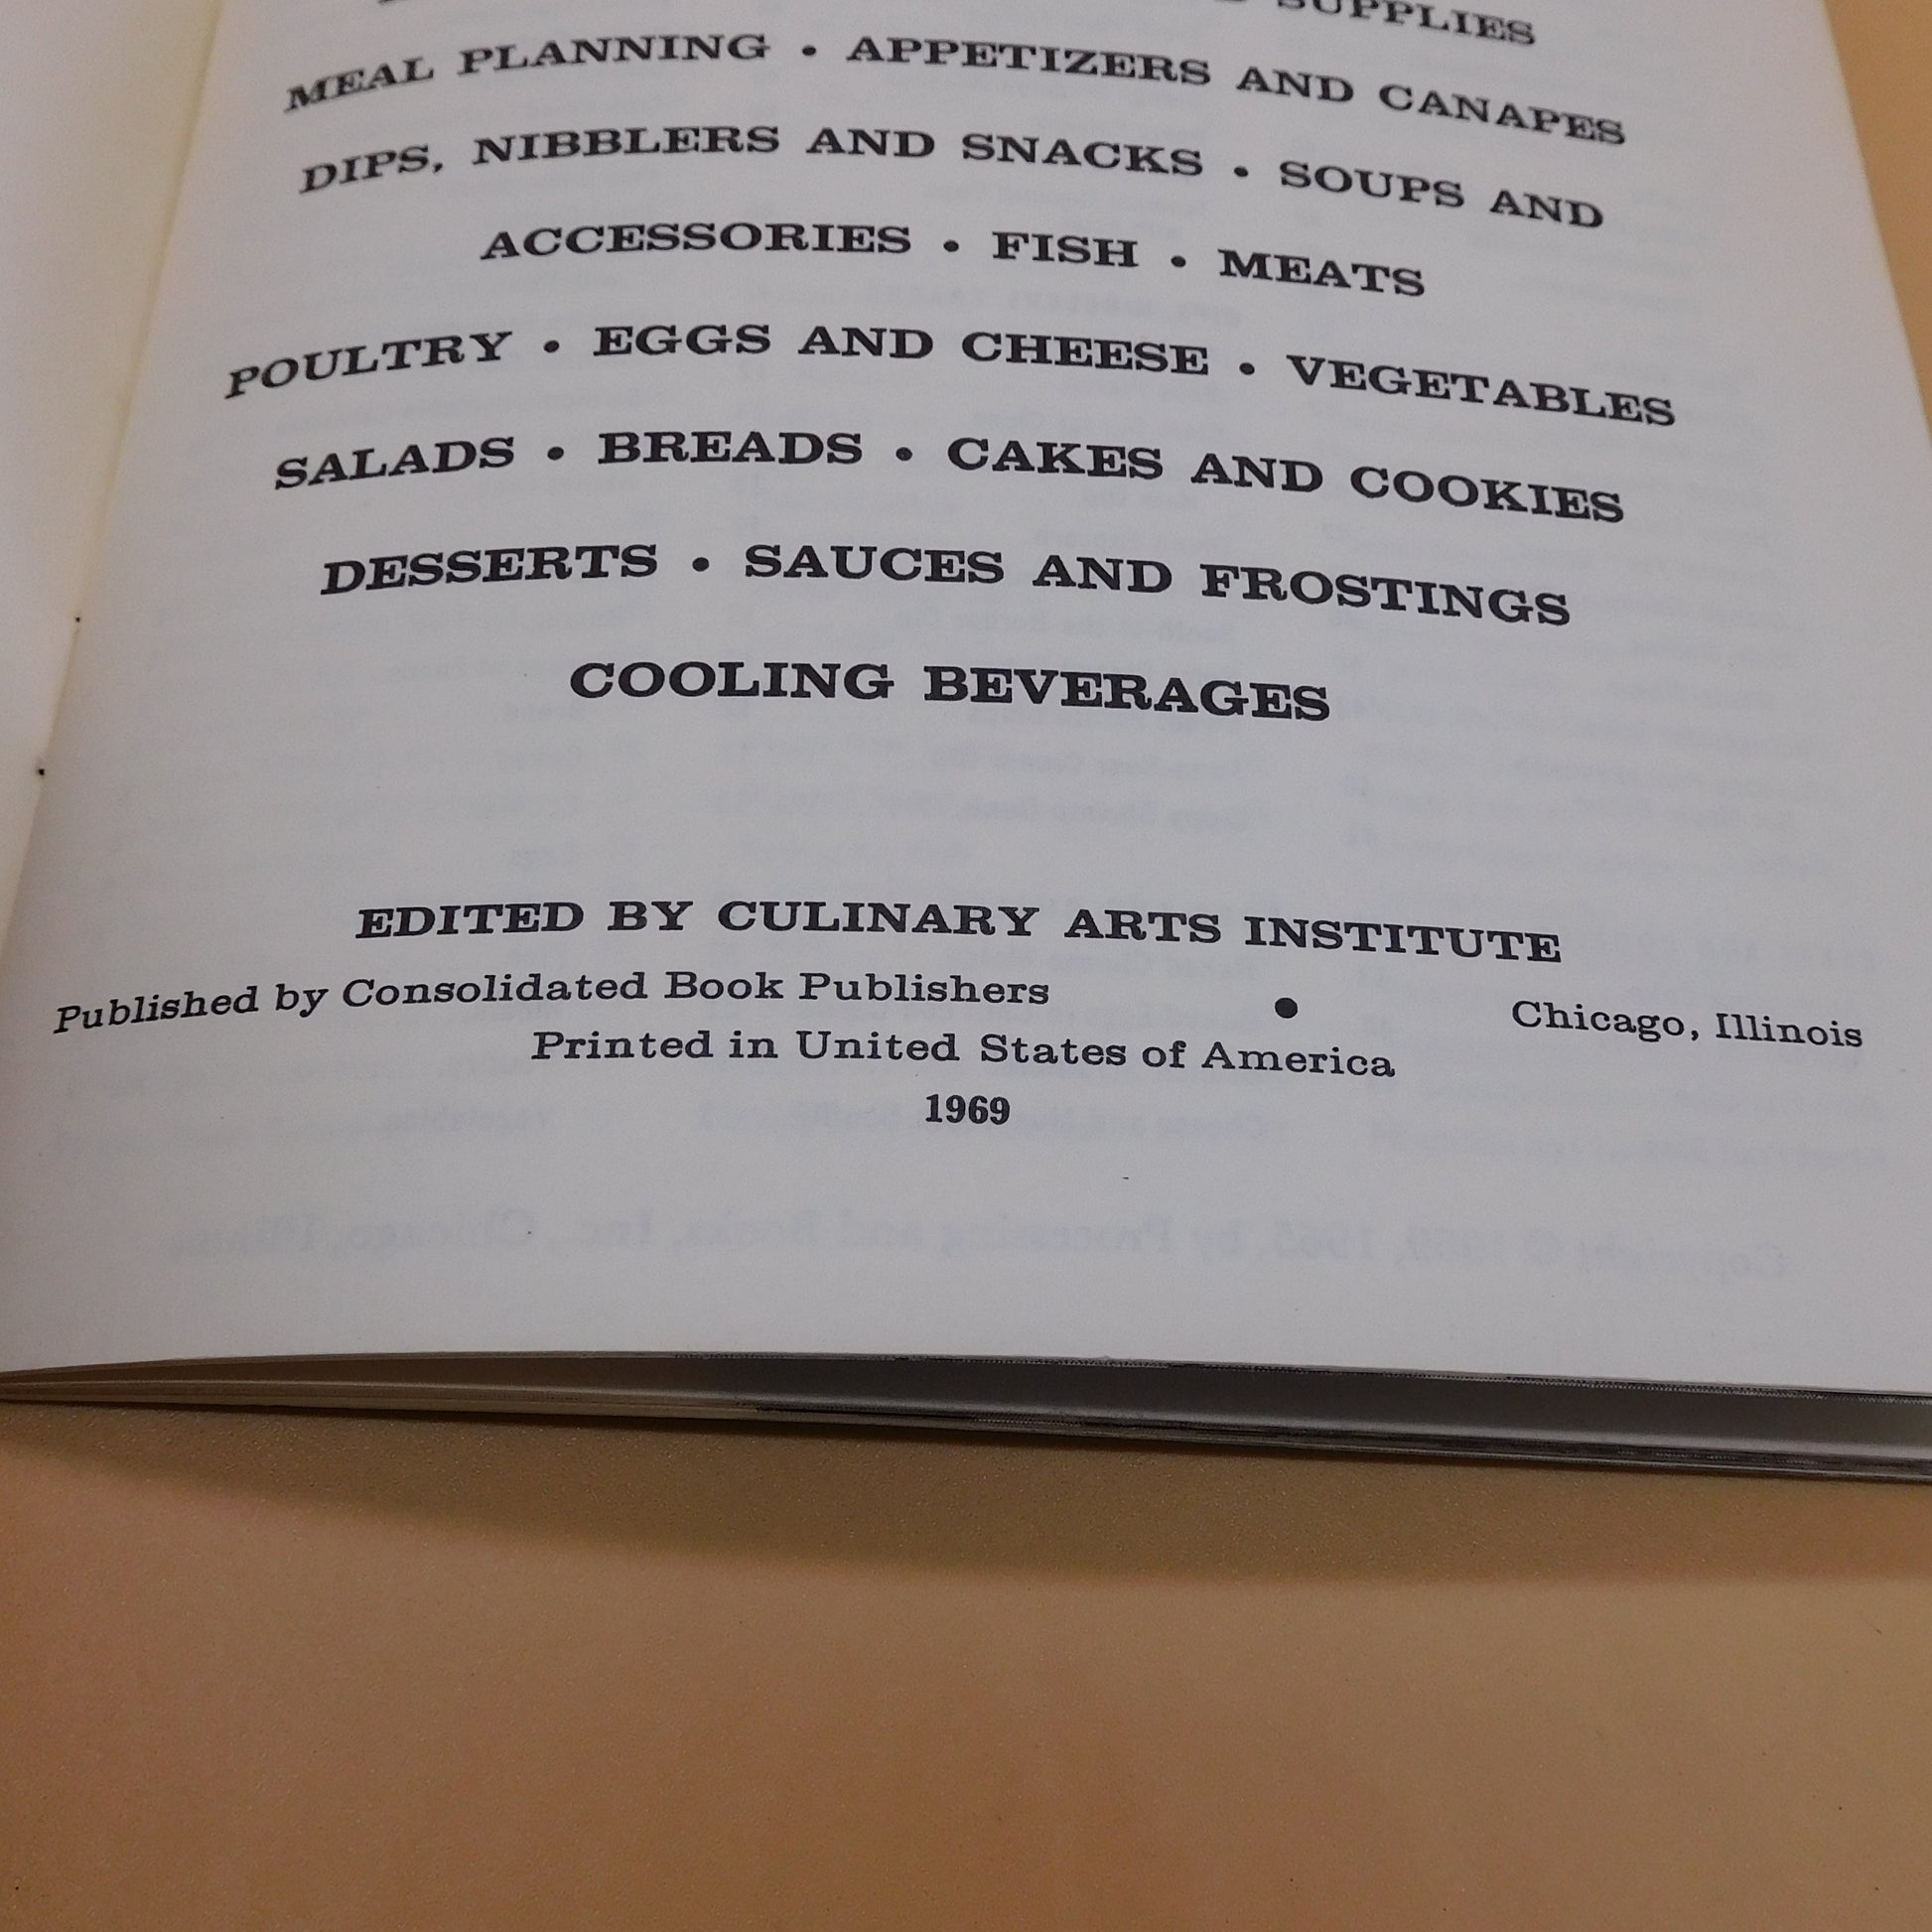 SUPPLIES
MEAL PLANNING • APPETIZERS AND CANAPES
DIPS, NIBBLERS AND SNACKS • SOUPS AND
ACCESSORIES • FISH • MEATS
POULTRY • EGGS AND CHEESE • VEGETABLES
SALADS • BREADS • CAKES AND COOKIES
DESSERTS • SAUCES AND FROSTINGS
COOLING BEVERAGES
EDITED BY CULINARY ARTS INSTITUTE
Published by Consolidated Book Publishers • Chicago, Illinois
Printed in United States of America
1969